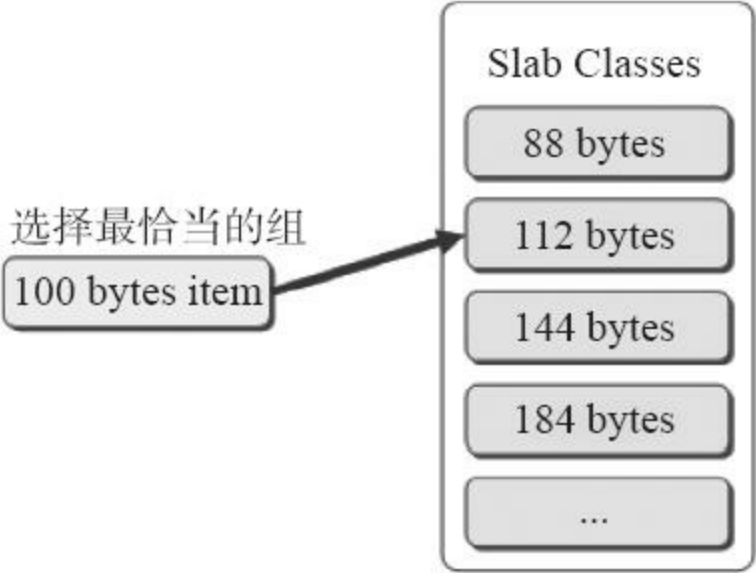 Slab Classes
88 bytes
选择最恰当的组
112 bytes
100 bytes item
144 bytes
184 bytes
...